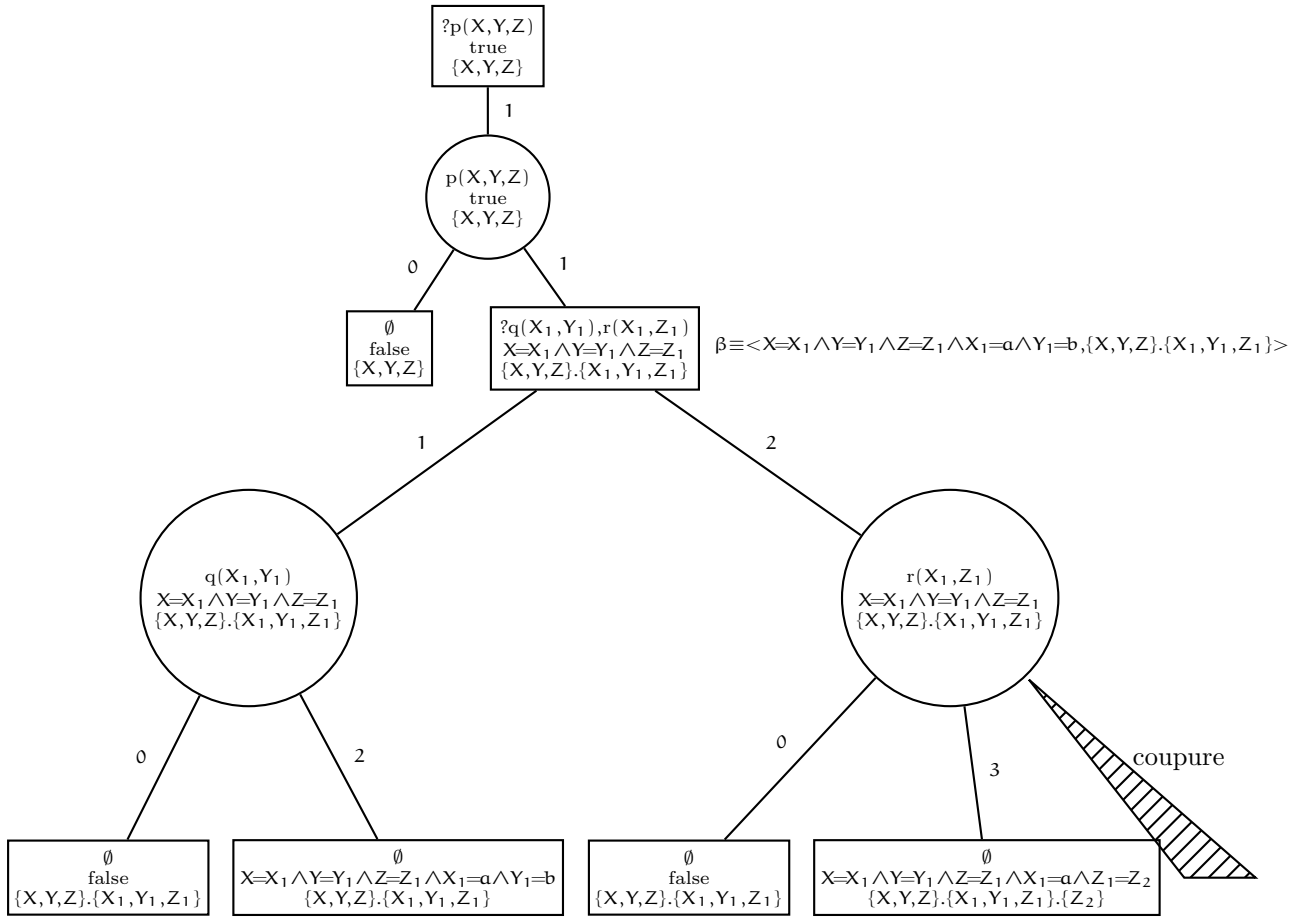 ?p(X,Y,Z)
true
{X,Y,Z}
1
p(X,Y,Z)
true
{X,Y,Z}
0
1
∅
false
{X,Y,Z}
?q(X₁,Y₁),r(X₁,Z₁)
X=X₁∧Y=Y₁∧Z=Z₁
{X,Y,Z}.{X₁,Y₁,Z₁}
β≡<X=X₁∧Y=Y₁∧Z=Z₁∧X₁=a∧Y₁=b,{X,Y,Z}.{X₁,Y₁,Z₁}>
1
2
q(X₁,Y₁)
X=X₁∧Y=Y₁∧Z=Z₁
{X,Y,Z}.{X₁,Y₁,Z₁}
r(X₁,Z₁)
X=X₁∧Y=Y₁∧Z=Z₁
{X,Y,Z}.{X₁,Y₁,Z₁}
0
2
0
3
coupure
∅
false
{X,Y,Z}.{X₁,Y₁,Z₁}
∅
X=X₁∧Y=Y₁∧Z=Z₁∧X₁=a∧Y₁=b
{X,Y,Z}.{X₁,Y₁,Z₁}
∅
false
{X,Y,Z}.{X₁,Y₁,Z₁}
∅
X=X₁∧Y=Y₁∧Z=Z₁∧X₁=a∧Z₁=Z₂
{X,Y,Z}.{X₁,Y₁,Z₁}.{Z₂}